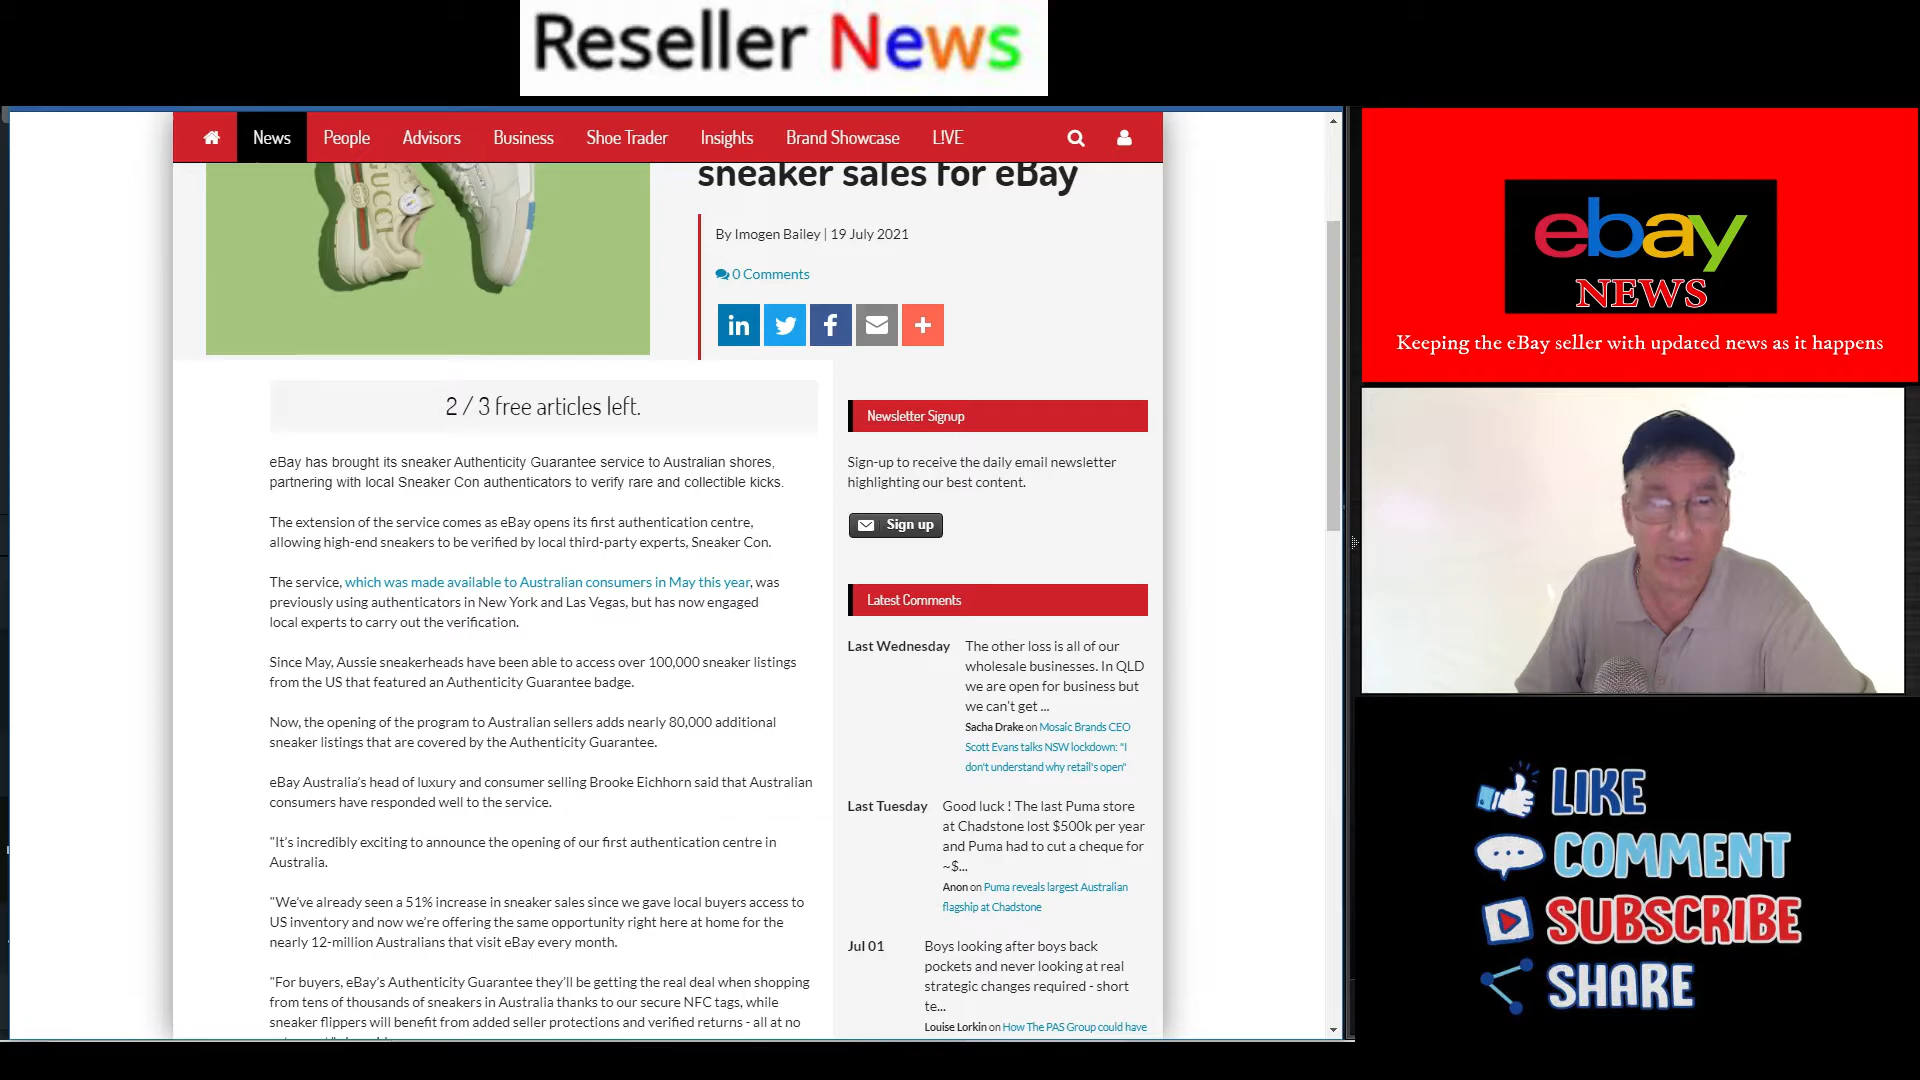 Reseller News
News
People
Advisors
Business
Shoe Trader
Insights
Brand Showcase
L!VE
GUCCI
sneaker sales for eBay
By Imogen Bailey | 19 July 2021
0 Comments
2 / 3 free articles left.
eBay has brought its sneaker Authenticity Guarantee service to Australian shores,
partnering with local Sneaker Con authenticators to verify rare and collectible kicks.
The extension of the service comes as eBay opens its first authentication centre,
allowing high-end sneakers to be verified by local third-party experts, Sneaker Con.
The service, which was made available to Australian consumers in May this year, was
previously using authenticators in New York and Las Vegas, but has now engaged
local experts to carry out the verification.
Since May, Aussie sneakerheads have been able to access over 100,000 sneaker listings
from the US that featured an Authenticity Guarantee badge.
Now, the opening of the program to Australian sellers adds nearly 80,000 additional
sneaker listings that are covered by the Authenticity Guarantee.
eBay Australia's head of luxury and consumer selling Brooke Eichhorn said that Australian
consumers have responded well to the service.
"It's incredibly exciting to announce the opening of our first authentication centre in
Australia.
"We've already seen a 51% increase in sneaker sales since we gave local buyers access to
US inventory and now we're offering the same opportunity right here at home for the
nearly 12-million Australians that visit eBay every month.
"For buyers, eBay's Authenticity Guarantee they'll be getting the real deal when shopping
from tens of thousands of sneakers in Australia thanks to our secure NFC tags, while
sneaker flippers will benefit from added seller protections and verified returns - all at no
Newsletter Signup
Sign-up to receive the daily email newsletter
highlighting our best content.
Sign up
Latest Comments
Last Wednesday
The other loss is all of our
wholesale businesses. In QLD
we are open for business but
we can't get ...
Sacha Drake on Mosaic Brands CEO
Scott Evans talks NSW lockdown: "I
don't understand why retail's open"
Last Tuesday
Good luck ! The last Puma store
at Chadstone lost $500k per year
and Puma had to cut a cheque for
~$...
Anon on Puma reveals largest Australian
flagship at Chadstone
Jul 01
Boys looking after boys back
pockets and never looking at real
strategic changes required - short
te...
Louise Lorkin on How The PAS Group could have
ebay
NEWS
Keeping the eBay seller with updated news as it happens
LIKE
COMMENT
SUBSCRIBE
SHARE